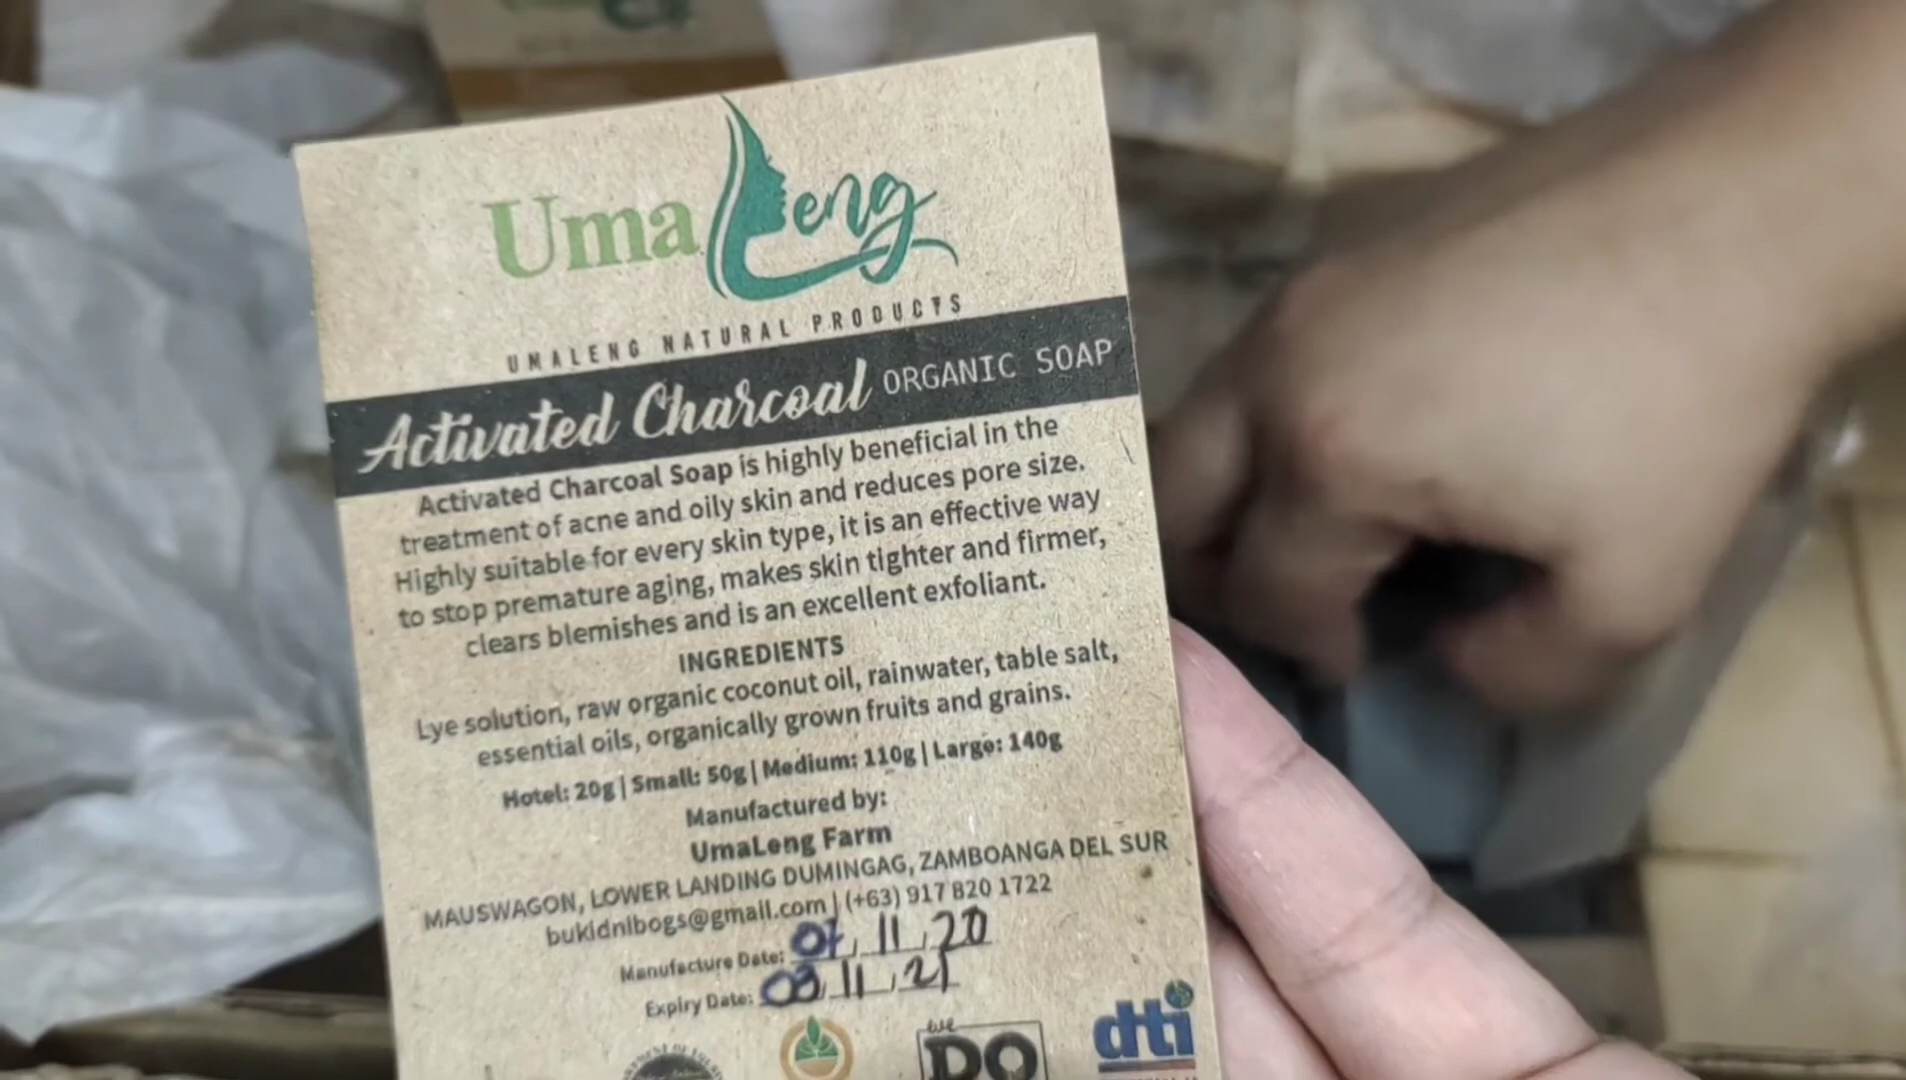 UmaLeng
UMALENG NATURAL PRODUCTS
Activated Charcoal ORGANIC SOAP
Activated Charcoal Soap is highly beneficial in the
treatment of acne and oily skin and reduces pore size.
Highly suitable for every skin type, it is an effective way
to stop premature aging, makes skin tighter and firmer,
clears blemishes and is an excellent exfoliant.
INGREDIENTS
Lye solution, raw organic coconut oil, rainwater, table salt,
essential oils, organically grown fruits and grains.
Hotel: 20g | Small: 50g | Medium: 110g | Large: 140g
Manufactured by:
UmaLeng Farm
MAUSWAGON, LOWER LANDING DUMINGAG, ZAMBOANGA DEL SUR
bukidnibogs@gmail.com | (+63) 917 820 1722
Manufacture Date: 07, 11, 20
Expiry Date: 03, 11, 21
we
DO
dti